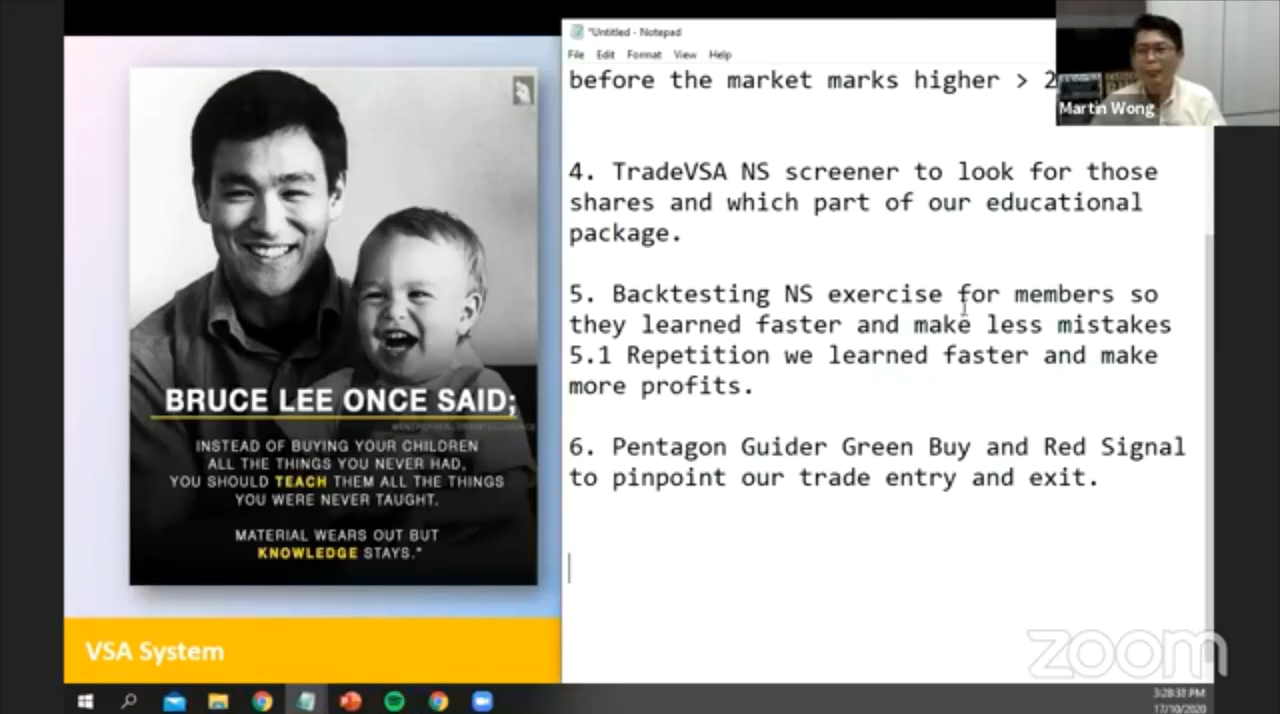 BRUCE LEE ONCE SAID;
INSTEAD OF BUYING YOUR CHILDREN
ALL THE THINGS YOU NEVER HAD,
YOU SHOULD TEACH THEM ALL THE THINGS
YOU WERE NEVER TAUGHT.
MATERIAL WEARS OUT BUT
KNOWLEDGE STAYS."
VSA System
*Untitled - Notepad
File Edit Format View Help
before the market marks higher > 2
4. TradeVSA NS screener to look for those
shares and which part of our educational
package.
5. Backtesting NS exercise for members so
they learned faster and make less mistakes
5.1 Repetition we learned faster and make
more profits.
6. Pentagon Guider Green Buy and Red Signal
to pinpoint our trade entry and exit.
Martin Wong
zoom
3:28:38 PM
17/10/2020